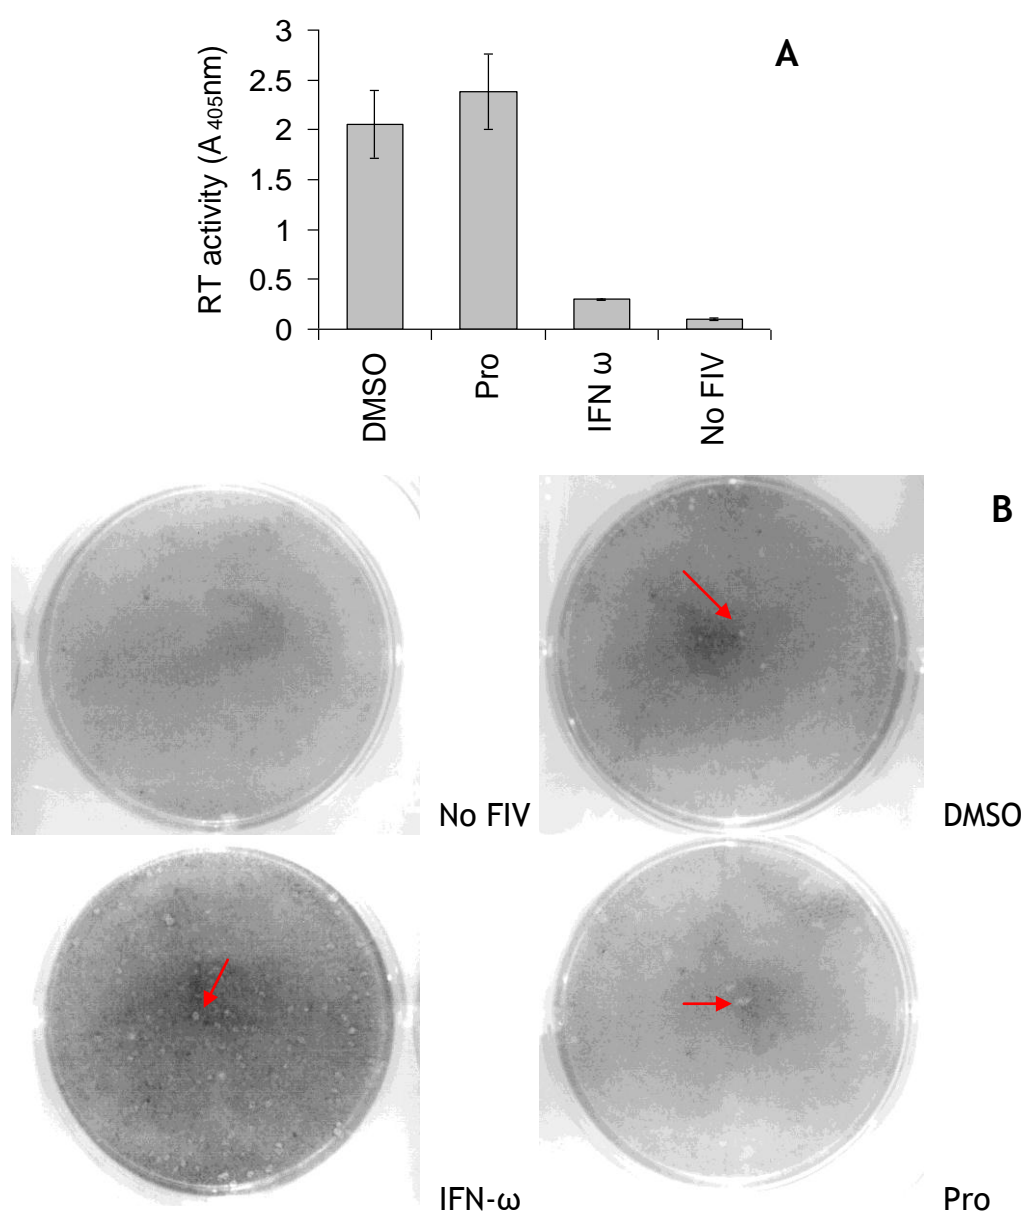 A
RT activity (A 405nm)
3
2.5
2
1.5
1
0.5
0
DMSO
Pro
IFN ω
No FIV
B
No FIV
DMSO
IFN-ω
Pro